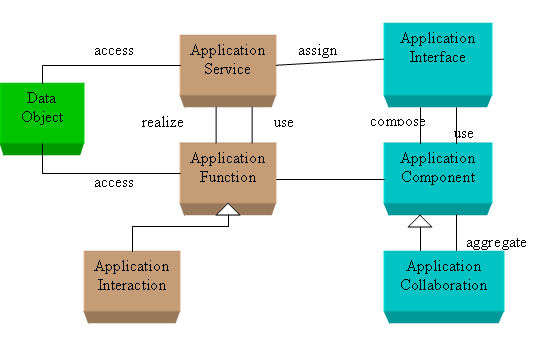 access
Application
Service
assign
Application
Interface
Data
Object
realize
use
compose
use
access
Application
Function
Application
Component
aggregate
Application
Interaction
Application
Collaboration